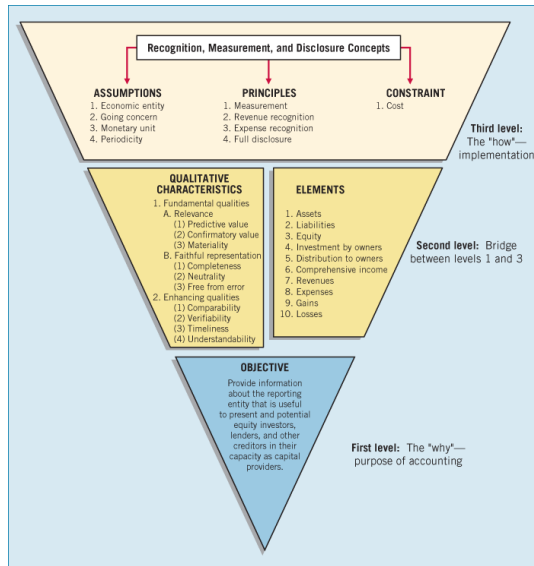 Recognition, Measurement, and Disclosure Concepts
ASSUMPTIONS
1. Economic entity
2. Going concern
3. Monetary unit
4. Periodicity
PRINCIPLES
1. Measurement
2. Revenue recognition
3. Expense recognition
4. Full disclosure
CONSTRAINT
1. Cost
Third level:
The "how"—
implementation
QUALITATIVE
CHARACTERISTICS
1. Fundamental qualities
A. Relevance
(1) Predictive value
(2) Confirmatory value
(3) Materiality
B. Faithful representation
(1) Completeness
(2) Neutrality
(3) Free from error
2. Enhancing qualities
(1) Comparability
(2) Verifiability
(3) Timeliness
(4) Understandability
ELEMENTS
1. Assets
2. Liabilities
3. Equity
4. Investment by owners
5. Distribution to owners
6. Comprehensive income
7. Revenues
8. Expenses
9. Gains
10. Losses
Second level: Bridge
between levels 1 and 3
OBJECTIVE
Provide information
about the reporting
entity that is useful
to present and potential
equity investors,
lenders, and other
creditors in their
capacity as capital
providers.
First level: The "why"—
purpose of accounting